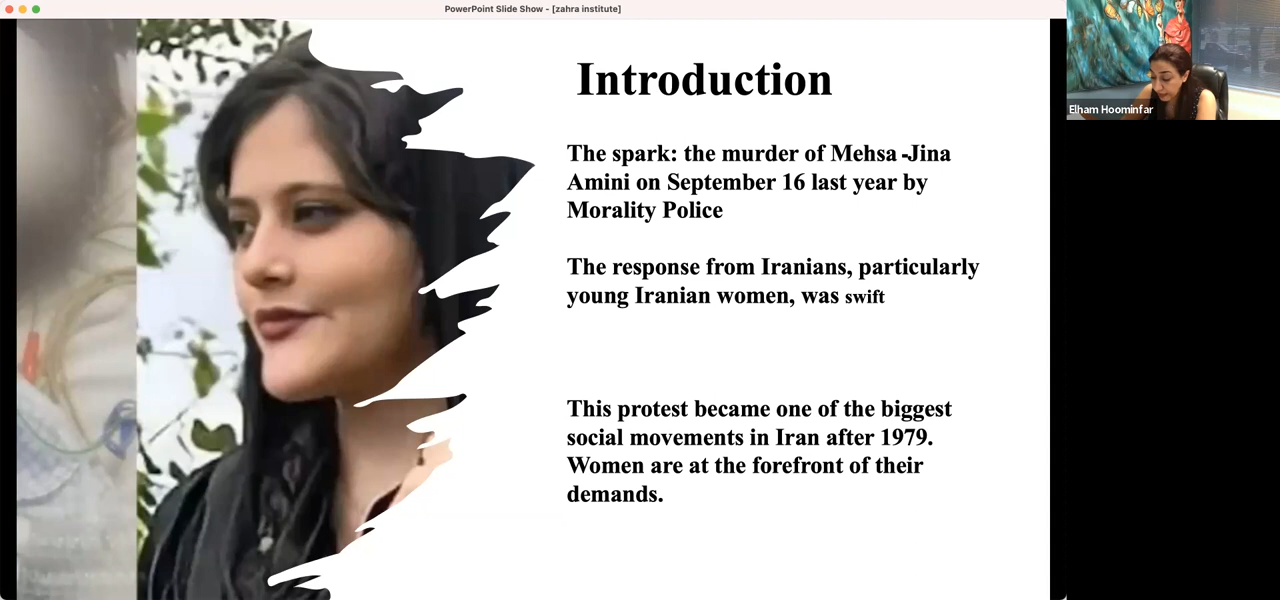 PowerPoint Slide Show - [zahra institute]
Introduction
The spark: the murder of Mehsa -Jina
Amini on September 16 last year by
Morality Police
The response from Iranians, particularly
young Iranian women, was swift
This protest became one of the biggest
social movements in Iran after 1979.
Women are at the forefront of their
demands.
Elham Hoominfar